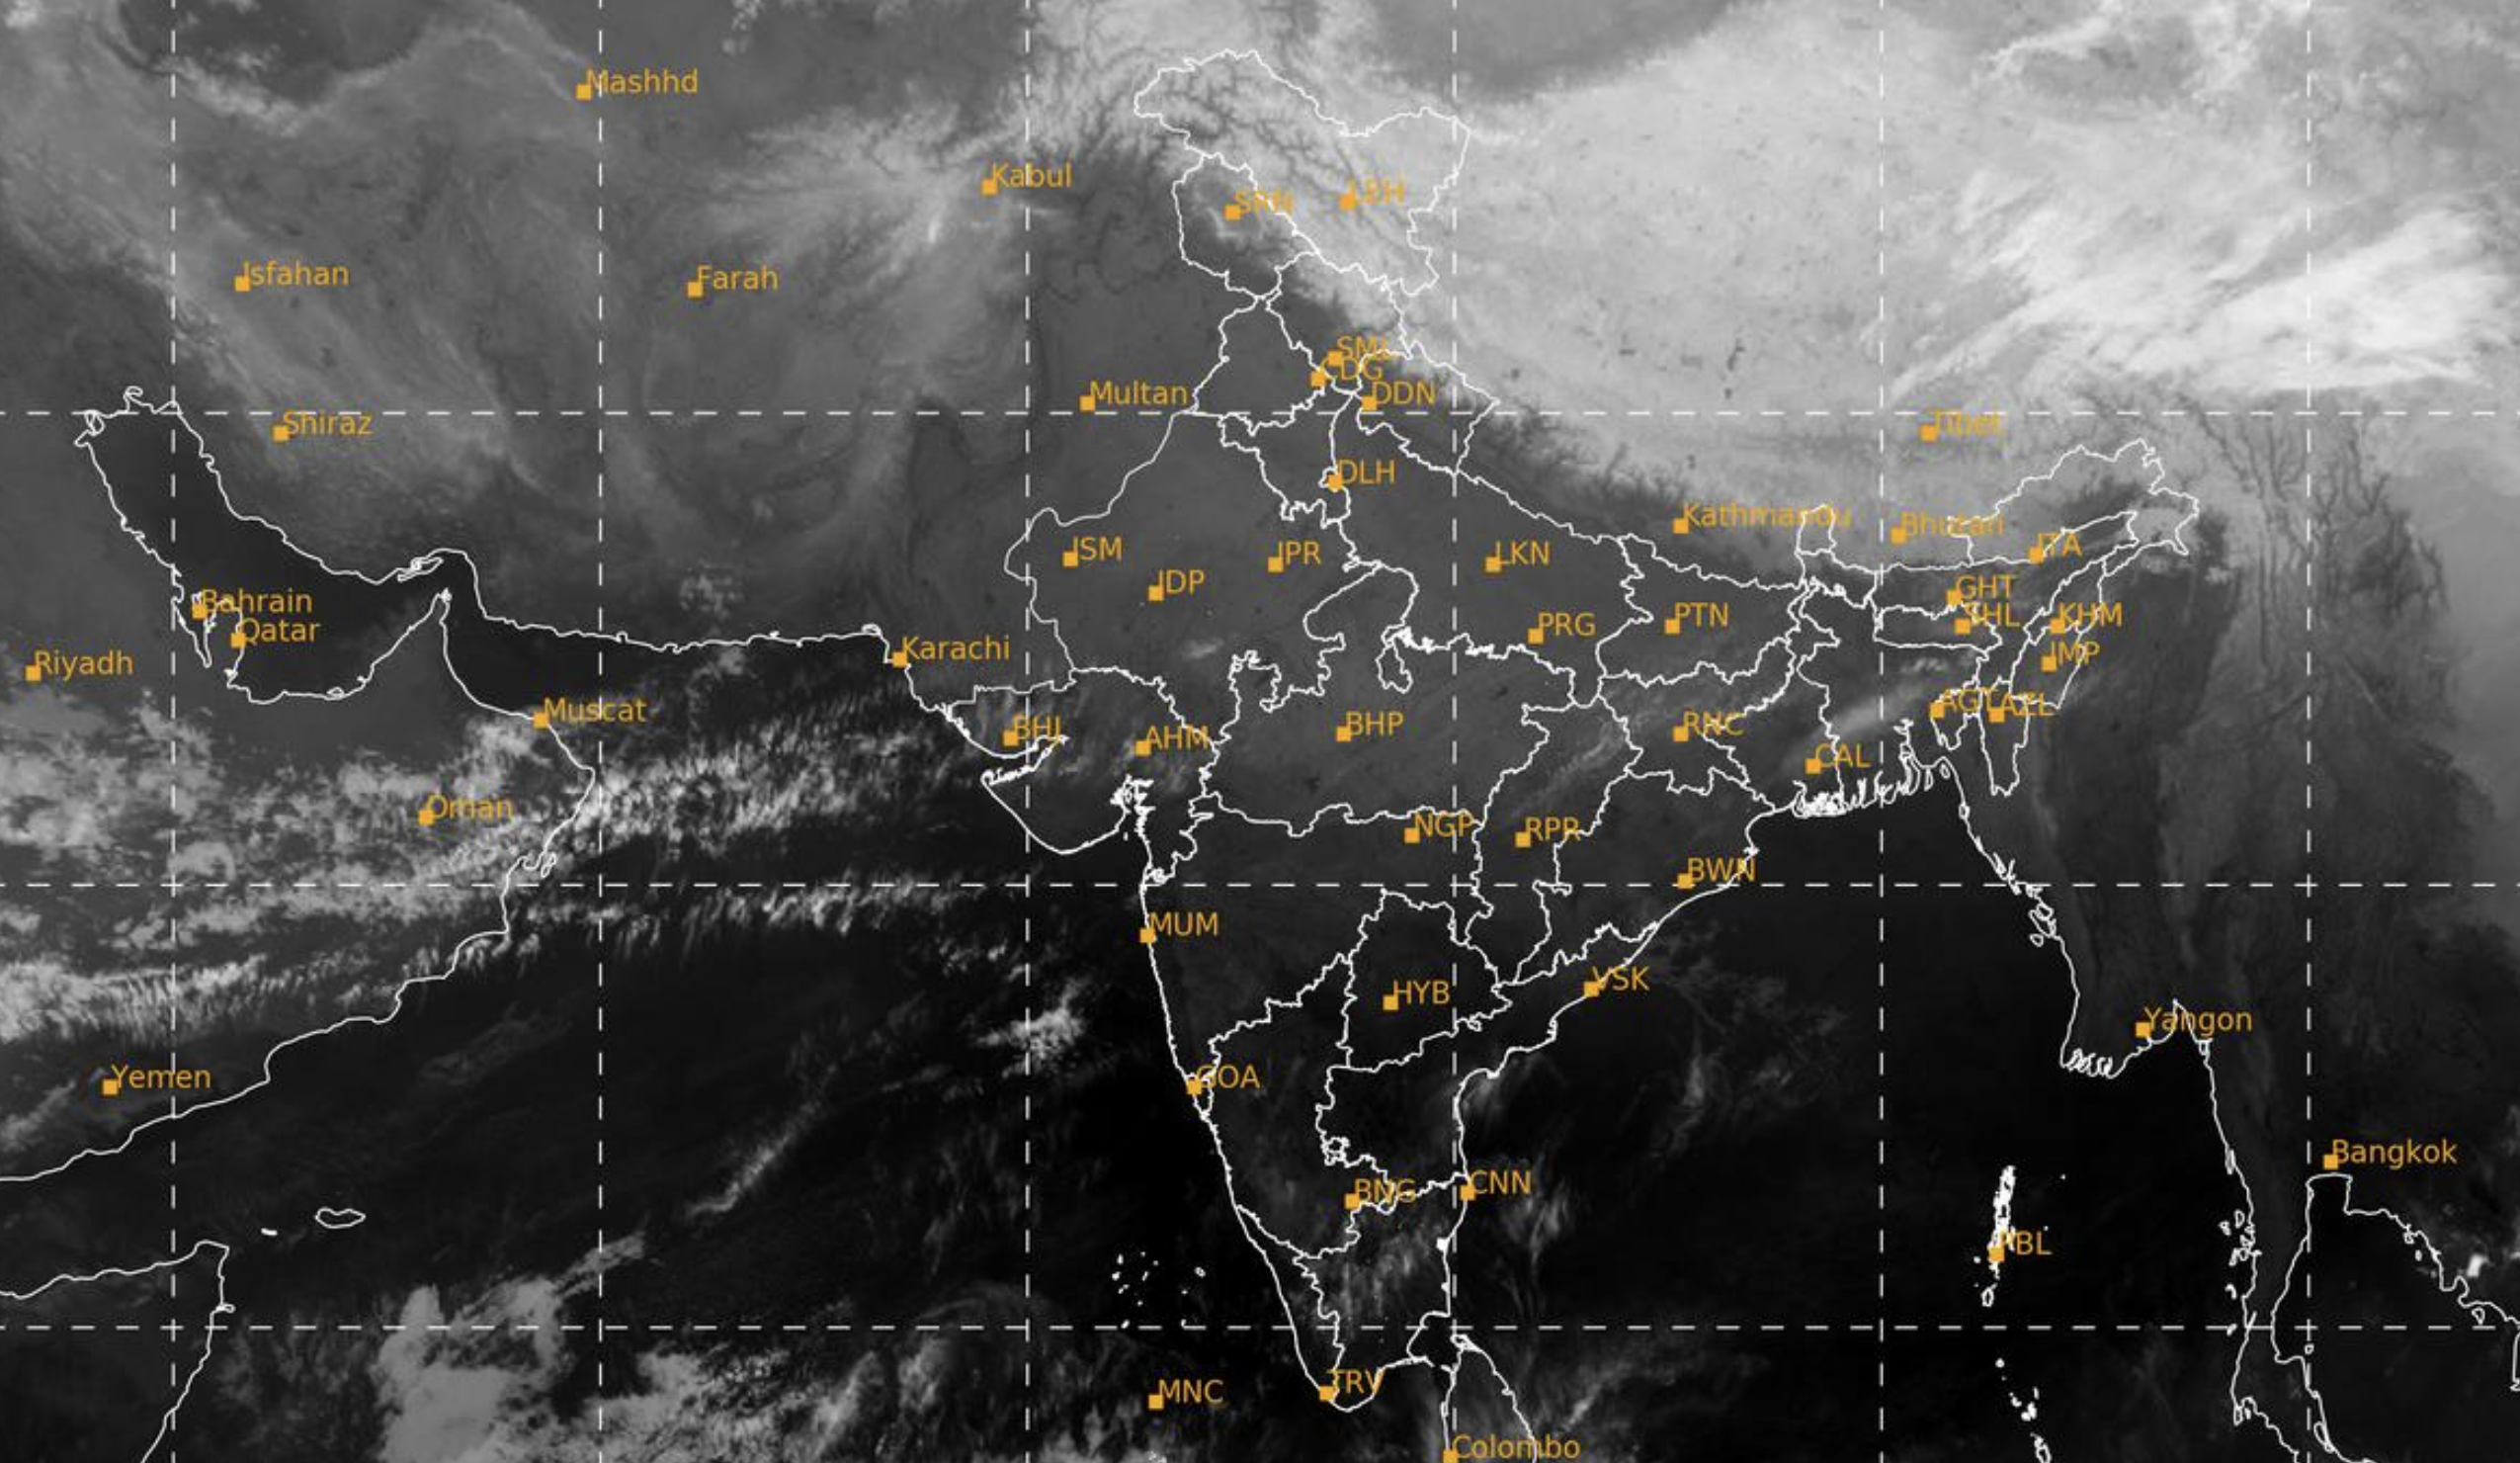 Mashhd
Kabul
SRN
LEH
Isfahan
Farah
SML
CDG
Multan
DDN
Shiraz
Tibet
DLH
Kathmandu
Bhutan
ITA
JSM
JPR
LKN
JDP
GHT
Bahrain
PTN
SHL
KHM
Qatar
PRG
Karachi
IMP
Riyadh
Muscat
AGT
AZL
BHJ
AHM
BHP
RNC
CAL
Oman
NGP
RPR
BWN
MUM
VSK
HYB
Yangon
Yemen
GOA
Bangkok
BNG
CNN
PBL
TRV
MNC
Colombo